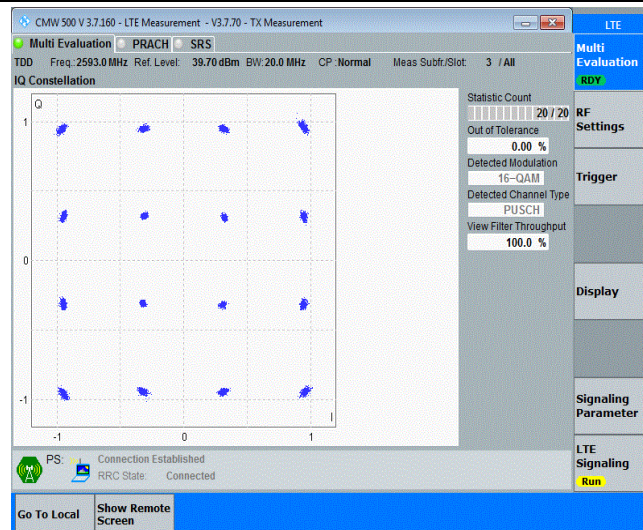 CMW 500 V 3.7.160 - LTE Measurement - V3.7.70 - TX Measurement
LTE
Multi Evaluation PRACH SRS
Multi
Evaluation
RDY
TDD Freq.:2593.0 MHz Ref. Level: 39.70 dBm BW:20.0 MHz CP :Normal Meas Subfr./Slot: 3 / All
IQ Constellation
Q
1
0
-1
-1 0 1
I
Statistic Count
20 / 20
Out of Tolerance
0.00 %
Detected Modulation
16-QAM
Detected Channel Type
PUSCH
View Filter Throughput
100.0 %
RF
Settings
Trigger
Display
Signaling
Parameter
LTE
Signaling
Run
PS: Connection Established
RRC State: Connected
Go To Local
Show Remote
Screen